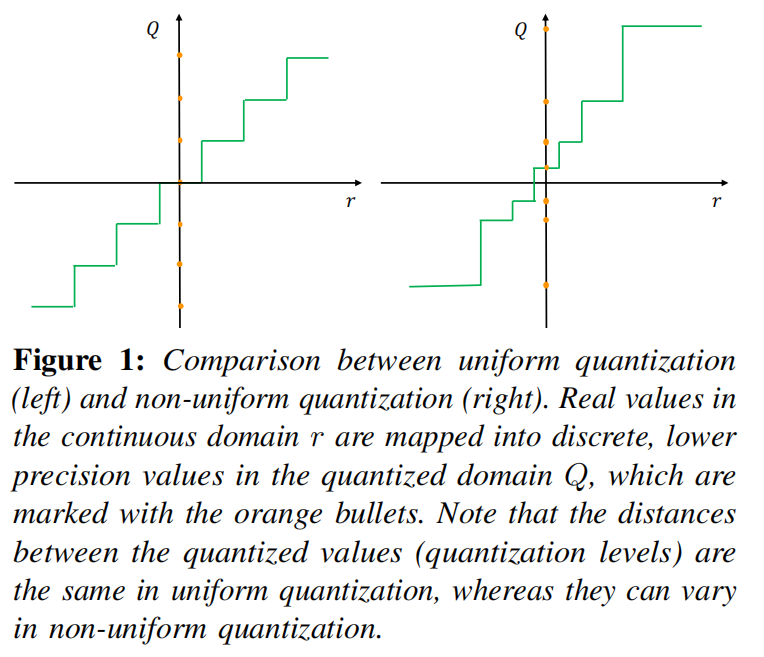 Q
Q
r
r
Figure 1: Comparison between uniform quantization
(left) and non-uniform quantization (right). Real values in
the continuous domain r are mapped into discrete, lower
precision values in the quantized domain Q, which are
marked with the orange bullets. Note that the distances
between the quantized values (quantization levels) are
the same in uniform quantization, whereas they can vary
in non-uniform quantization.